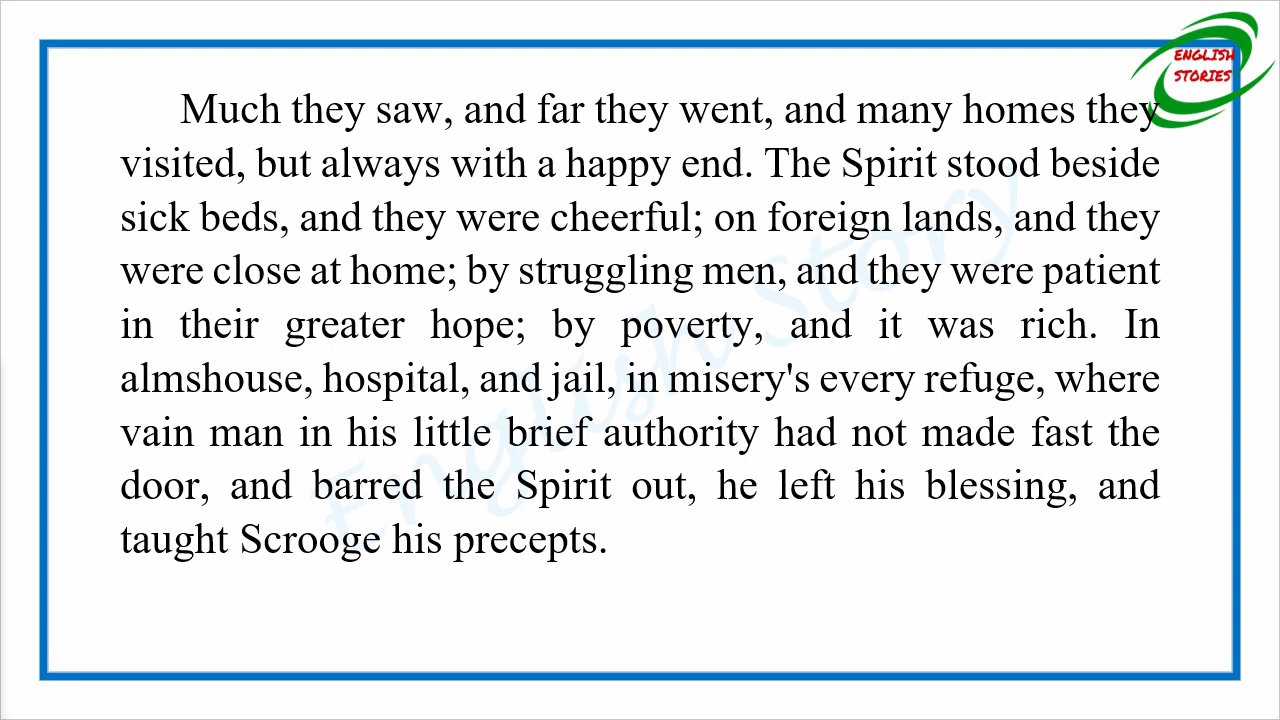 ENGLISH
STORIES
Much they saw, and far they went, and many homes they
visited, but always with a happy end. The Spirit stood beside
sick beds, and they were cheerful; on foreign lands, and they
were close at home; by struggling men, and they were patient
in their greater hope; by poverty, and it was rich. In
almshouse, hospital, and jail, in misery's every refuge, where
vain man in his little brief authority had not made fast the
door, and barred the Spirit out, he left his blessing, and
taught Scrooge his precepts.
English Story